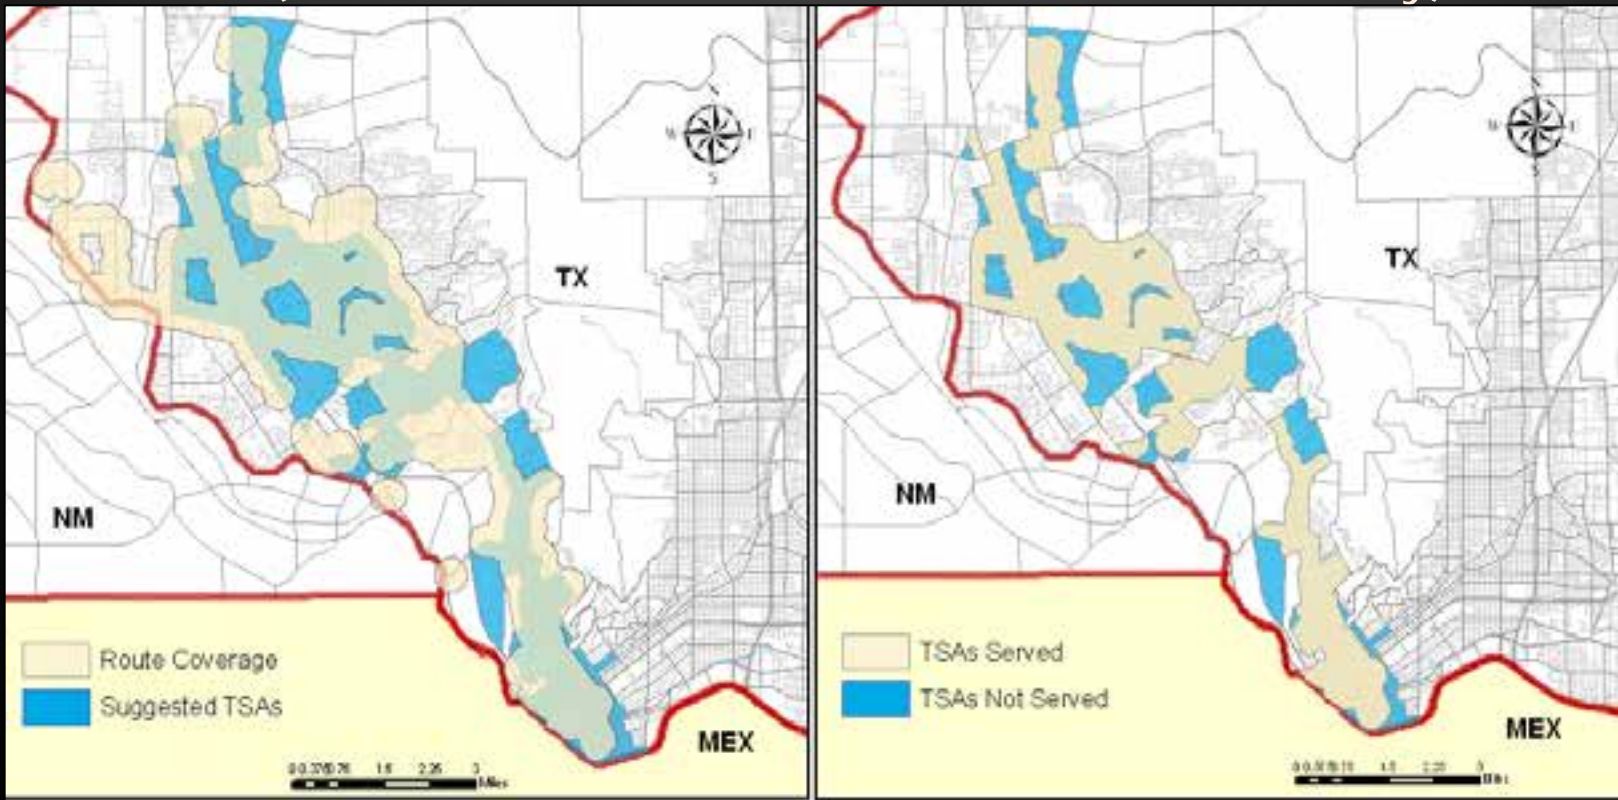 TX
NM
Route Coverage
Suggested TSAs
MEX
W
S
TX
NM
TSAs Served
TSAs Not Served
MEX
W
S